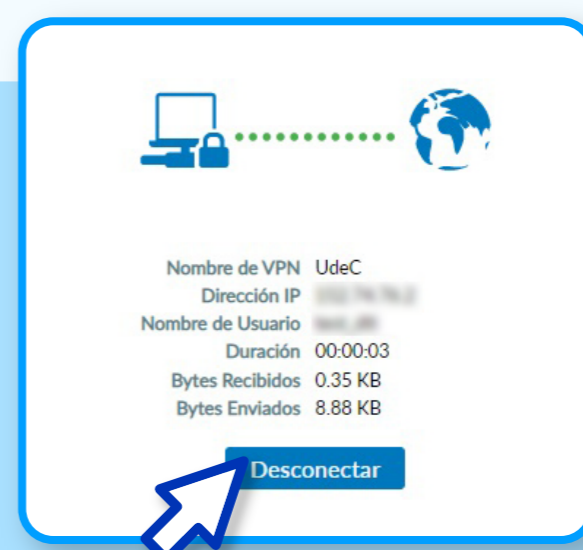 Nombre de VPN UdeC
Dirección IP
Nombre de Usuario
Duración 00:00:03
Bytes Recibidos 0.35 KB
Bytes Enviados 8.88 KB
Desconectar